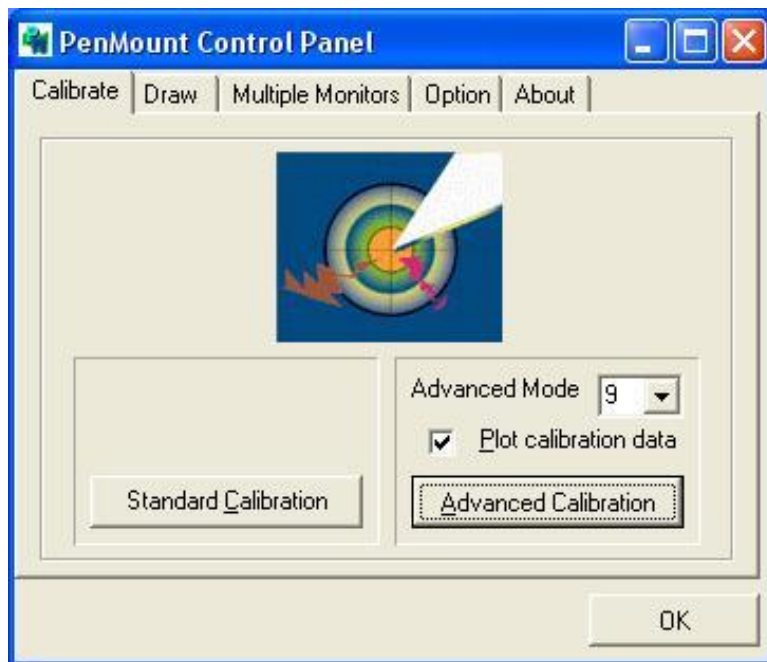 PenMount Control Panel
Calibrate Draw Multiple Monitors Option About
Advanced Mode 9
Plot calibration data
Standard Calibration Advanced Calibration
OK